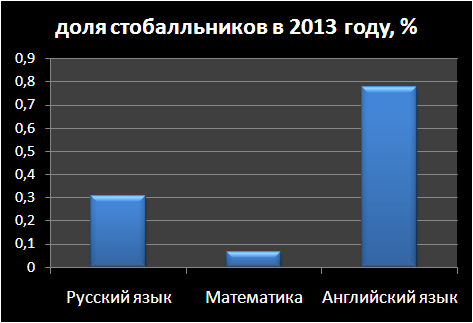 доля стобалльников в 2013 году, %
0,9
0,8
0,7
0,6
0,5
0,4
0,3
0,2
0,1
0
Русский язык
Математика
Английский язык